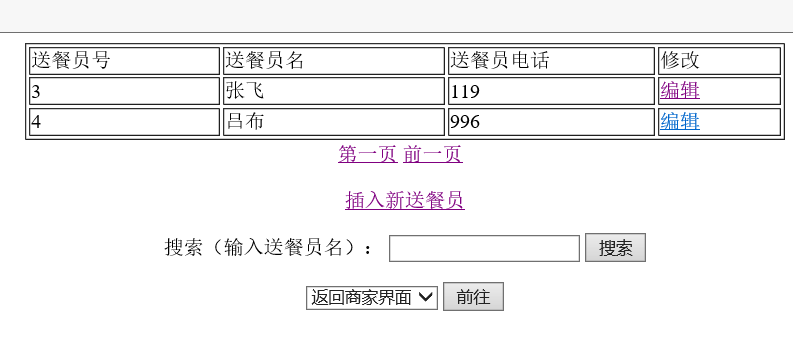 送餐员号 送餐员名 送餐员电话 修改
3 张飞 119 编辑
4 吕布 996 编辑
第一页 前一页
插入新送餐员
搜索（输入送餐员名）： 搜索
返回商家界面 前往